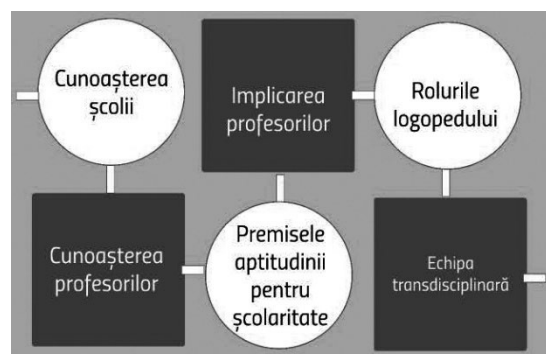 Cunoașterea
școlii
Cunoașterea
profesorilor
Premisele
aptitudinii
pentru
școlaritate
Implicarea
profesorilor
Rolurile
logopedului
Echipa
transdisciplinară